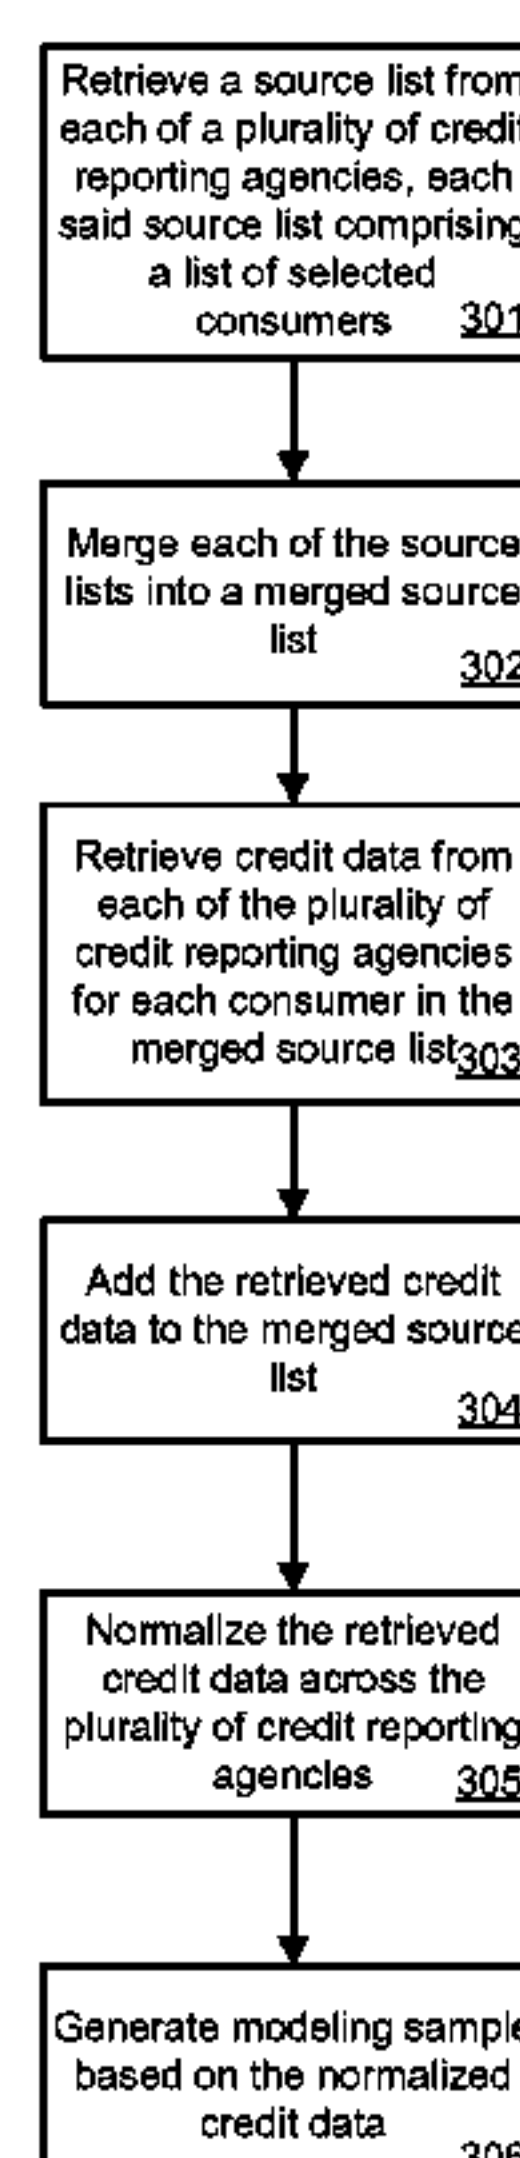 Retrieve a source list from
each of a plurality of credit
reporting agencies, each
said source list comprising
a list of selected
consumers 301
Merge each of the source
lists into a merged source
list
302
Retrieve credit data from
each of the plurality of
credit reporting agencies
for each consumer in the
merged source list 303
Add the retrieved credit
data to the merged source
list
304
Normalize the retrieved
credit data across the
plurality of credit reporting
agencies 305
Generate modeling sample
based on the normalized
credit data
306